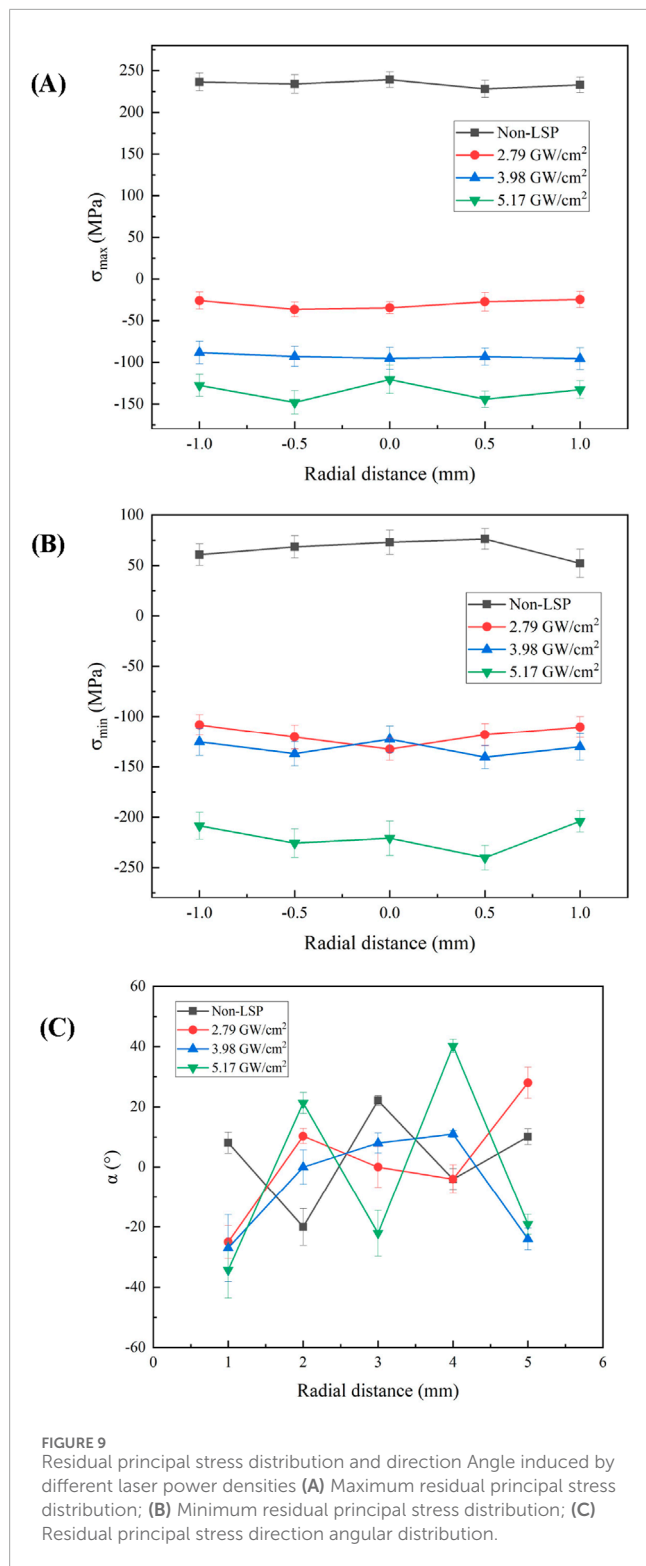 (A)
250
200
150
100
50
0
-50
-100
-150
σmax (MPa)
Non-LSP
2.79 GW/cm²
3.98 GW/cm²
5.17 GW/cm²
-1.0 -0.5 0.0 0.5 1.0
Radial distance (mm)
(B)
100
50
0
-50
-100
-150
-200
-250
σmin (MPa)
Non-LSP
2.79 GW/cm²
3.98 GW/cm²
5.17 GW/cm²
-1.0 -0.5 0.0 0.5 1.0
Radial distance (mm)
(C)
60
40
20
0
-20
-40
-60
α (°)
Non-LSP
2.79 GW/cm²
3.98 GW/cm²
5.17 GW/cm²
0 1 2 3 4 5 6
Radial distance (mm)
FIGURE 9
Residual principal stress distribution and direction Angle induced by
different laser power densities (A) Maximum residual principal stress
distribution; (B) Minimum residual principal stress distribution; (C)
Residual principal stress direction angular distribution.